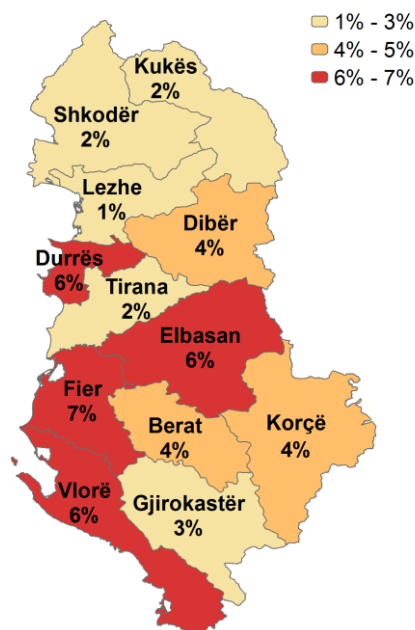 1% - 3%
4% - 5%
6% - 7%
Kukës
2%
Shkodër
2%
Lezhe
1%
Dibër
4%
Durrës
6%
Tirana
2%
Elbasan
6%
Fier
7%
Berat
4%
Korçë
4%
Vlorë
6%
Gjirokastër
3%